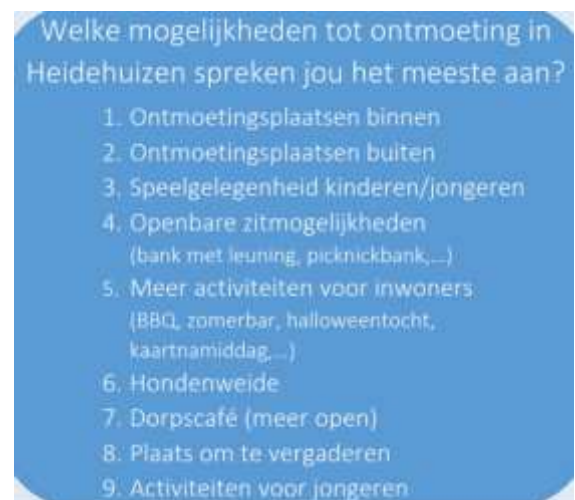 Welke mogelijkheden tot ontmoeting in
Heidehuizen spreken jou het meeste aan?
1. Ontmoetingsplaatsen binnen
2. Ontmoetingsplaatsen buiten
3. Speelgelegenheid kinderen/jongeren
4. Openbare zitmogelijkheden
(bank met leuning, picknickbank,...)
5. Meer activiteiten voor inwoners
(BBQ, zomerbar, halloweentocht,
kaartnamiddag,...)
6. Hondenweide
7. Dorpscafé (meer open)
8. Plaats om te vergaderen
9. Activiteiten voor jongeren